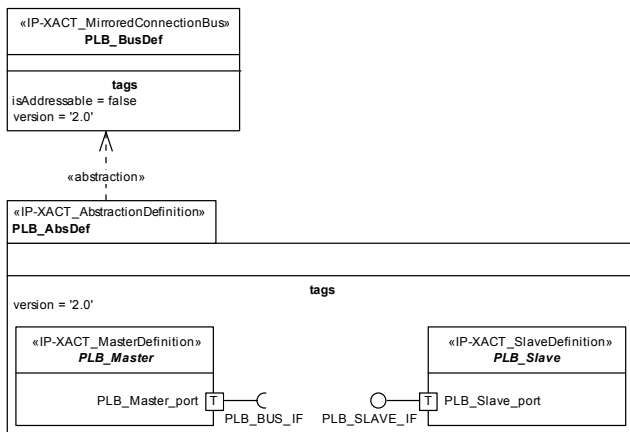 «IP-XACT_MirroredConnectionBus»
PLB_BusDef
tags
isAddressable = false
version = '2.0'
«abstraction»
«IP-XACT_AbstractionDefinition»
PLB_AbsDef
tags
version = '2.0'
«IP-XACT_MasterDefinition»
PLB_Master
PLB_Master_port T
PLB_BUS_IF
«IP-XACT_SlaveDefinition»
PLB_Slave
T PLB_Slave_port
PLB_SLAVE_IF